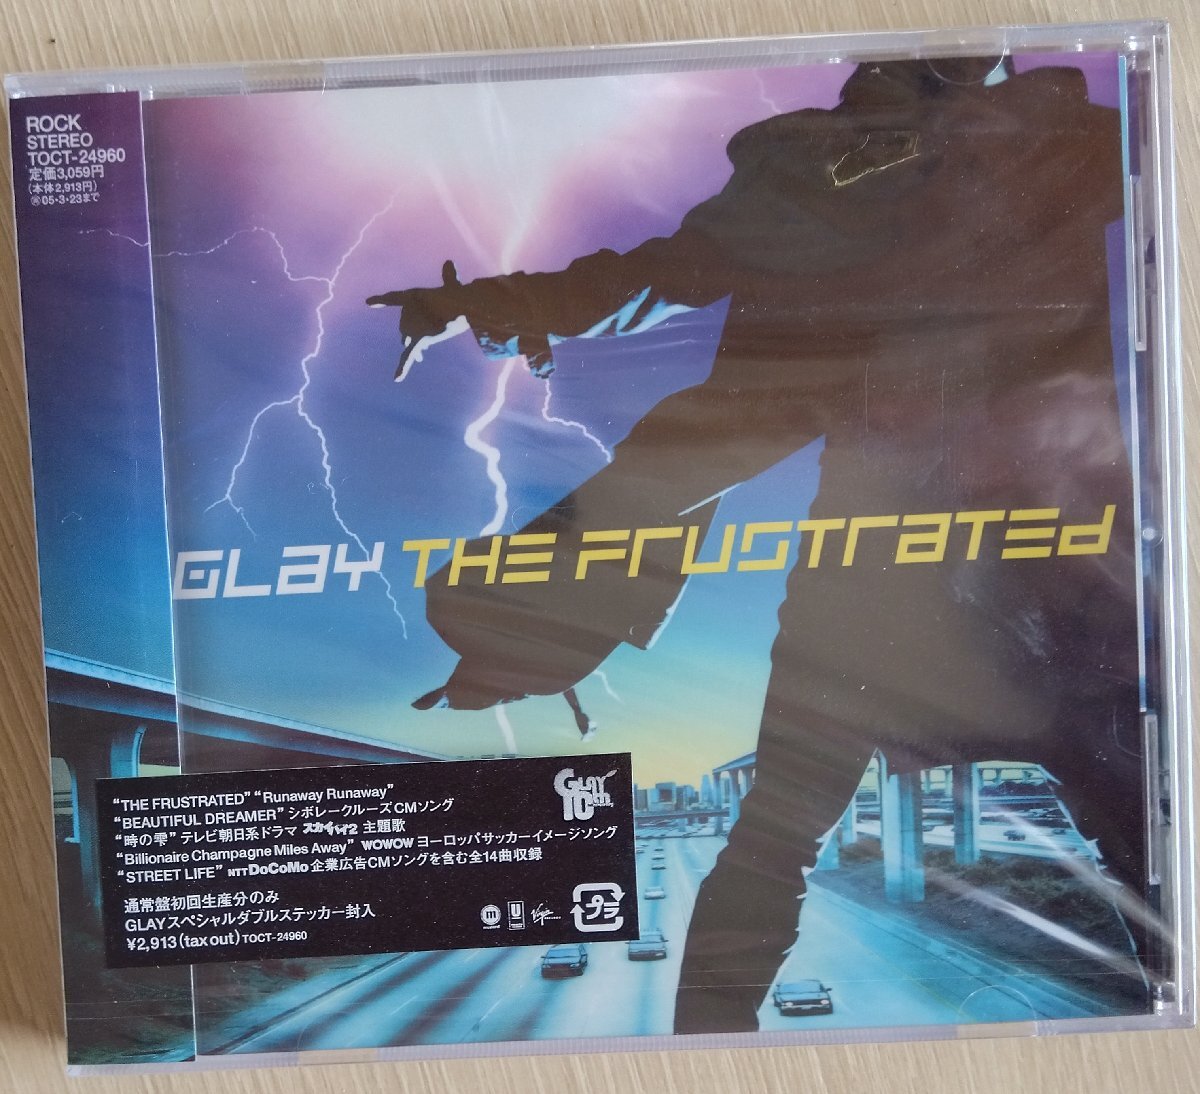 ROCK
STEREO
TOCT-24960
定価3,059円
(本体2,913円)
㊝05・3・23まで
GLAY THE FRUSTRATED
GLAY
10th
"THE FRUSTRATED" "Runaway Runaway"
"BEAUTIFUL DREAMER" シボレークルーズCMソング
"時の雫" テレビ朝日系ドラマ スカイハイ2 主題歌
"Billionaire Champagne Miles Away" WOWOW ヨーロッパサッカーイメージソング
"STREET LIFE" NTT DoCoMo 企業広告CMソングを含む全14曲収録
通常盤初回生産分のみ
GLAYスペシャルダブルステッカー封入
¥2,913(tax out) TOCT-24960
m
U
Virgin
プラ